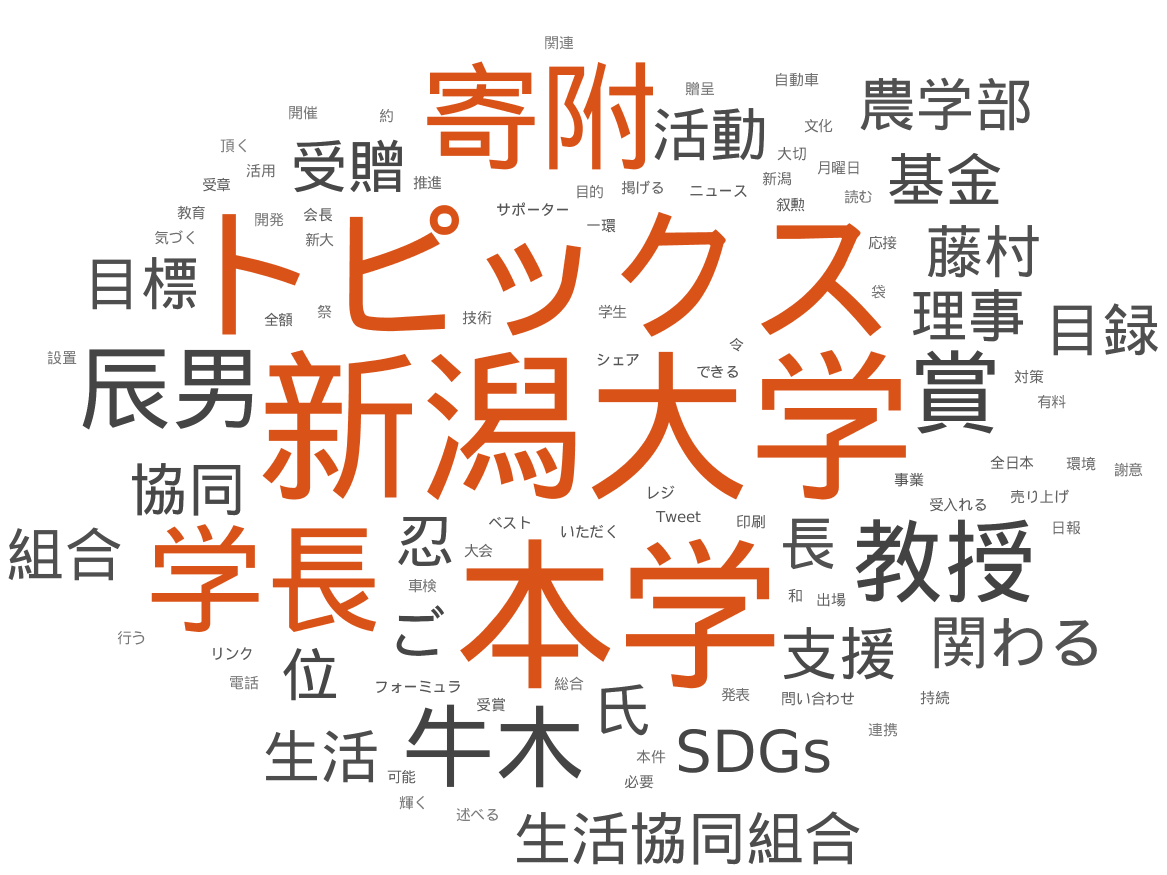 関連
寄附
贈呈
自動車
農学部
開催
約
活動
文化
頂く
受贈
大切
月曜日
基金
活用
受章
推進
目的
掲げる
ニュース
新潟
叙勲
読む
教育
開発
会長
サポーター
一環
気づく
新大
トピックス
応接
藤村
目標
袋
理事
目録
全額
祭
技術
学生
設置
シェア
令
できる
辰男
新潟大学
賞
対策
有料
協同
全日本
環境
謝意
事業
レジ
受入れる
売り上げ
組合
学長
忍
ベスト
いただく
Tweet
印刷
長
教授
日報
大会
本学
車検
和
出場
ご
行う
支援
関わる
リンク
位
電話
フォーミュラ
総合
氏
発表
問い合わせ
持続
受賞
牛木
連携
生活
本件
SDGs
可能
必要
輝く
述べる
生活協同組合